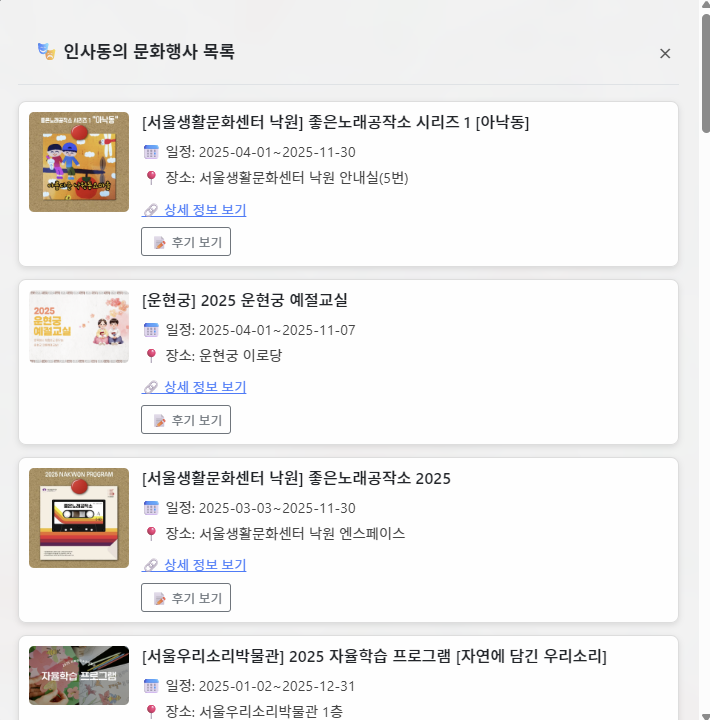 인사동의 문화행사 목록
[서울생활문화센터 낙원] 좋은노래공작소 시리즈 1 [아낙동]
일정: 2025-04-01~2025-11-30
장소: 서울생활문화센터 낙원 안내실(5번)
상세 정보 보기
후기 보기
2025
운현궁
예절교실
[운현궁] 2025 운현궁 예절교실
일정: 2025-04-01~2025-11-07
장소: 운현궁 이로당
상세 정보 보기
후기 보기
2025 NAKWON PROGRAM
좋은노래공작소
[서울생활문화센터 낙원] 좋은노래공작소 2025
일정: 2025-03-03~2025-11-30
장소: 서울생활문화센터 낙원 엔스페이스
상세 정보 보기
후기 보기
자율학습 프로그램
[서울우리소리박물관] 2025 자율학습 프로그램 [자연에 담긴 우리소리]
일정: 2025-01-02~2025-12-31
장소: 서울우리소리박물관 1층